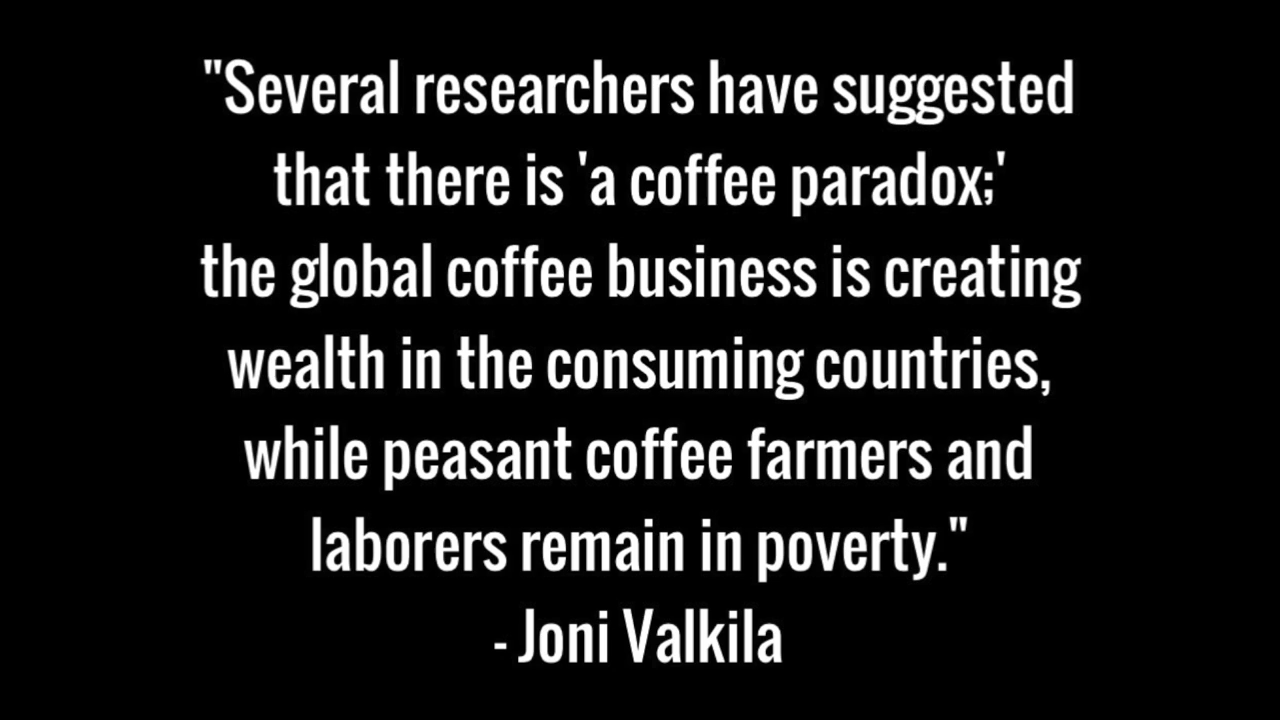 "Several researchers have suggested
that there is 'a coffee paradox;'
the global coffee business is creating
wealth in the consuming countries,
while peasant coffee farmers and
laborers remain in poverty."
- Joni Valkila